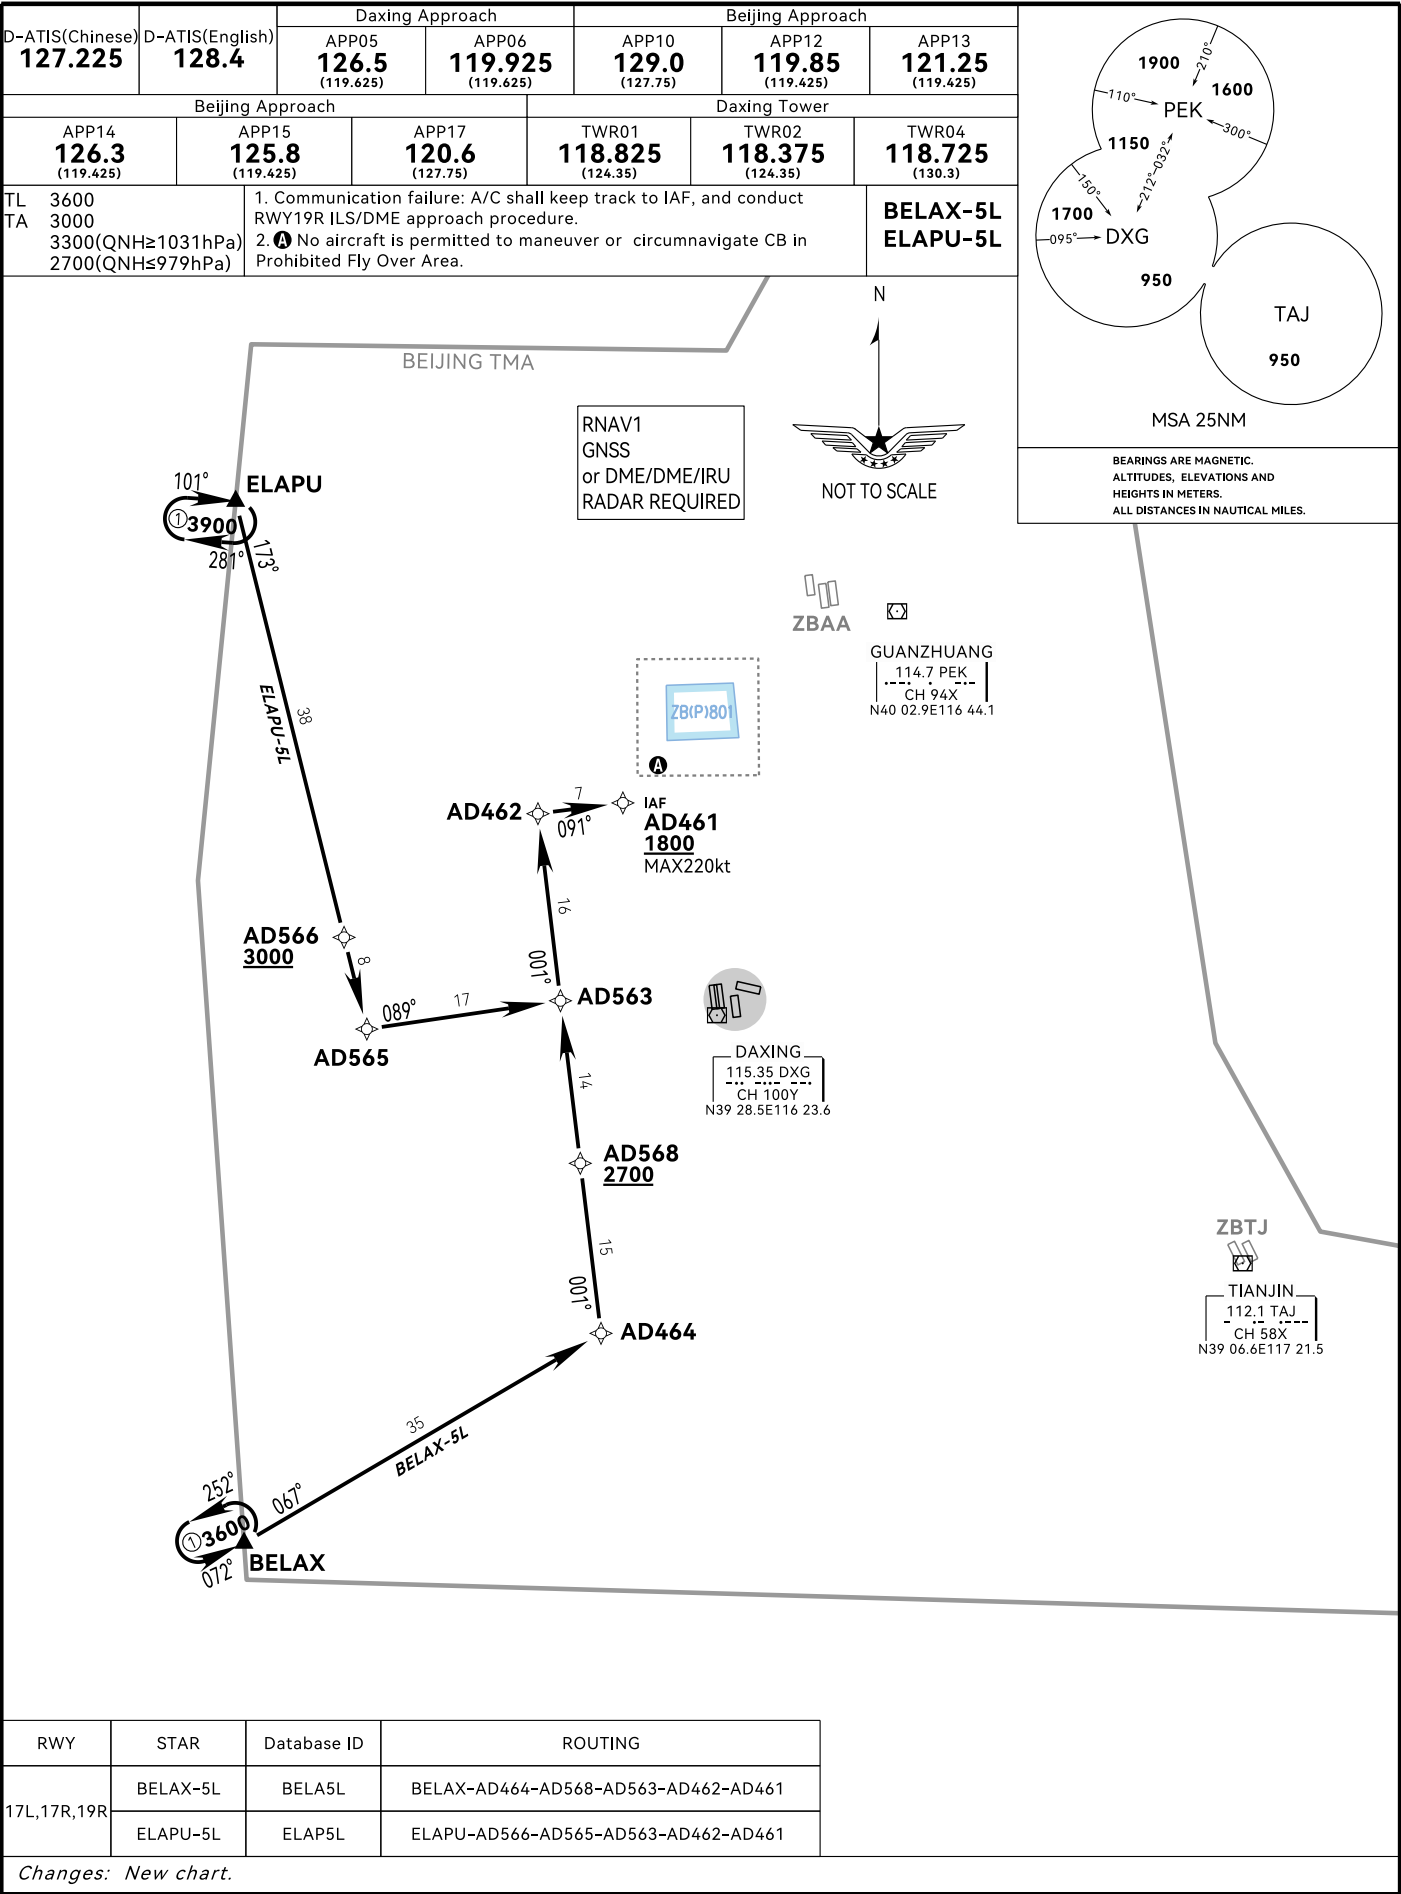 D-ATIS(Chinese)
127.225
D-ATIS(English)
128.4
Daxing Approach
APP05
126.5
(119.625)
APP06
119.925
(119.625)
Beijing Approach
APP10
129.0
(127.75)
APP12
119.85
(119.425)
APP13
121.25
(119.425)
Beijing Approach
APP14
126.3
(119.425)
APP15
125.8
(119.425)
APP17
120.6
(127.75)
Daxing Tower
TWR01
118.825
(124.35)
TWR02
118.375
(124.35)
TWR04
118.725
(130.3)
TL 3600
TA 3000
3300(QNH≥1031hPa)
2700(QNH≤979hPa)
1. Communication failure: A/C shall keep track to IAF, and conduct
RWY19R ILS/DME approach procedure.
2. A No aircraft is permitted to maneuver or circumnavigate CB in
Prohibited Fly Over Area.
BELAX-5L
ELAPU-5L
1900
210°
1600
110°
PEK
300°
1150
032°
212°
150°
1700
095°
DXG
950
TAJ
950
MSA 25NM
BEARINGS ARE MAGNETIC.
ALTITUDES, ELEVATIONS AND
HEIGHTS IN METERS.
ALL DISTANCES IN NAUTICAL MILES.
BEIJING TMA
N
NOT TO SCALE
RNAV1
GNSS
or DME/DME/IRU
RADAR REQUIRED
101°
ELAPU
①3900
281°
173°
ELAPU-5L
38
ZBAA
GUANZHUANG
114.7 PEK
CH 94X
N40 02.9E116 44.1
ZB(P)801
A
AD462
7
091°
IAF
AD461
1800
MAX220kt
16
001°
AD566
3000
8
AD565
089°
17
AD563
14
DAXING
115.35 DXG
CH 100Y
N39 28.5E116 23.6
AD568
2700
15
001°
AD464
ZBTJ
TIANJIN
112.1 TAJ
CH 58X
N39 06.6E117 21.5
35
BELAX-5L
252°
067°
①3600
072°
BELAX
RWY STAR Database ID ROUTING
17L,17R,19R
BELAX-5L BELA5L BELAX-AD464-AD568-AD563-AD462-AD461
ELAPU-5L ELAP5L ELAPU-AD566-AD565-AD563-AD462-AD461
Changes: New chart.